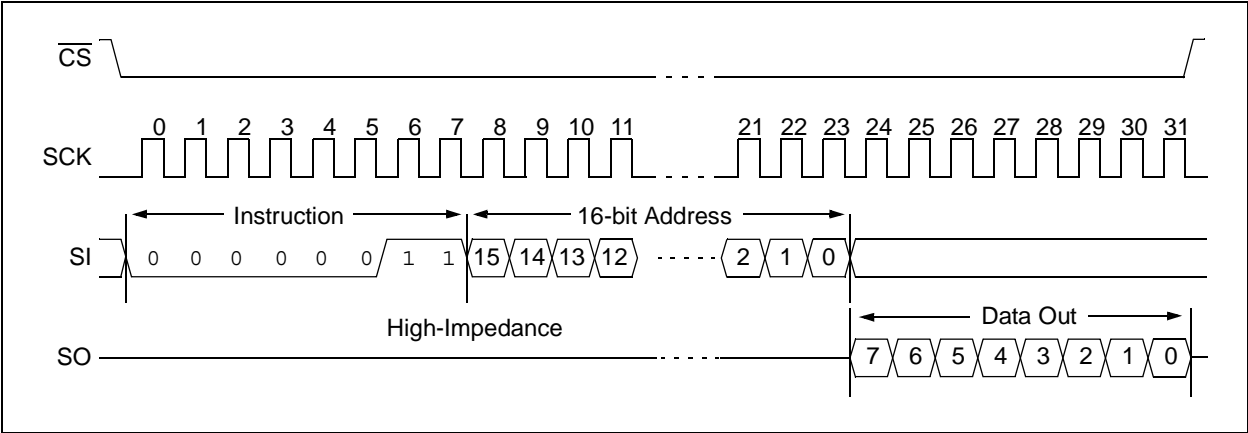 CS
0 1 2 3 4 5 6 7 8 9 10 11 21 22 23 24 25 26 27 28 29 30 31
SCK
Instruction 16-bit Address
SI 0 0 0 0 0 0 1 1 15 14 13 12 2 1 0
High-Impedance Data Out
SO 7 6 5 4 3 2 1 0